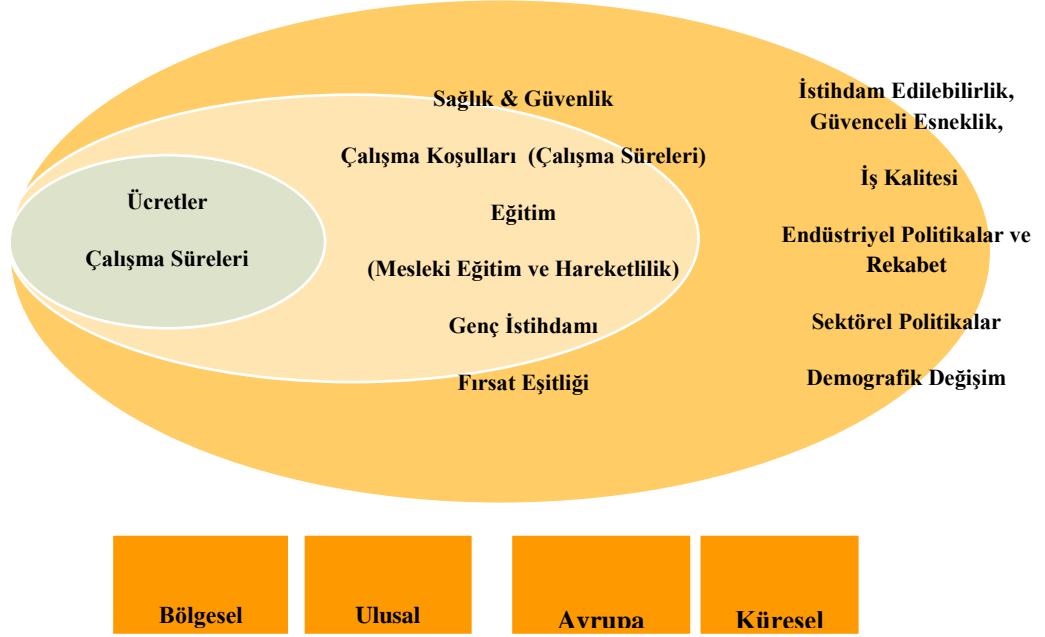 Ücretler
Çalışma Süreleri
Sağlık & Güvenlik
Çalışma Koşulları (Çalışma Süreleri)
Eğitim
(Mesleki Eğitim ve Hareketlilik)
Genç İstihdamı
Fırsat Eşitliği
İstihdam Edilebilirlik,
Güvenceli Esneklik,
İş Kalitesi
Endüstriyel Politikalar ve
Rekabet
Sektörel Politikalar
Demografik Değişim
Bölgesel
Ulusal
Avrupa
Küresel